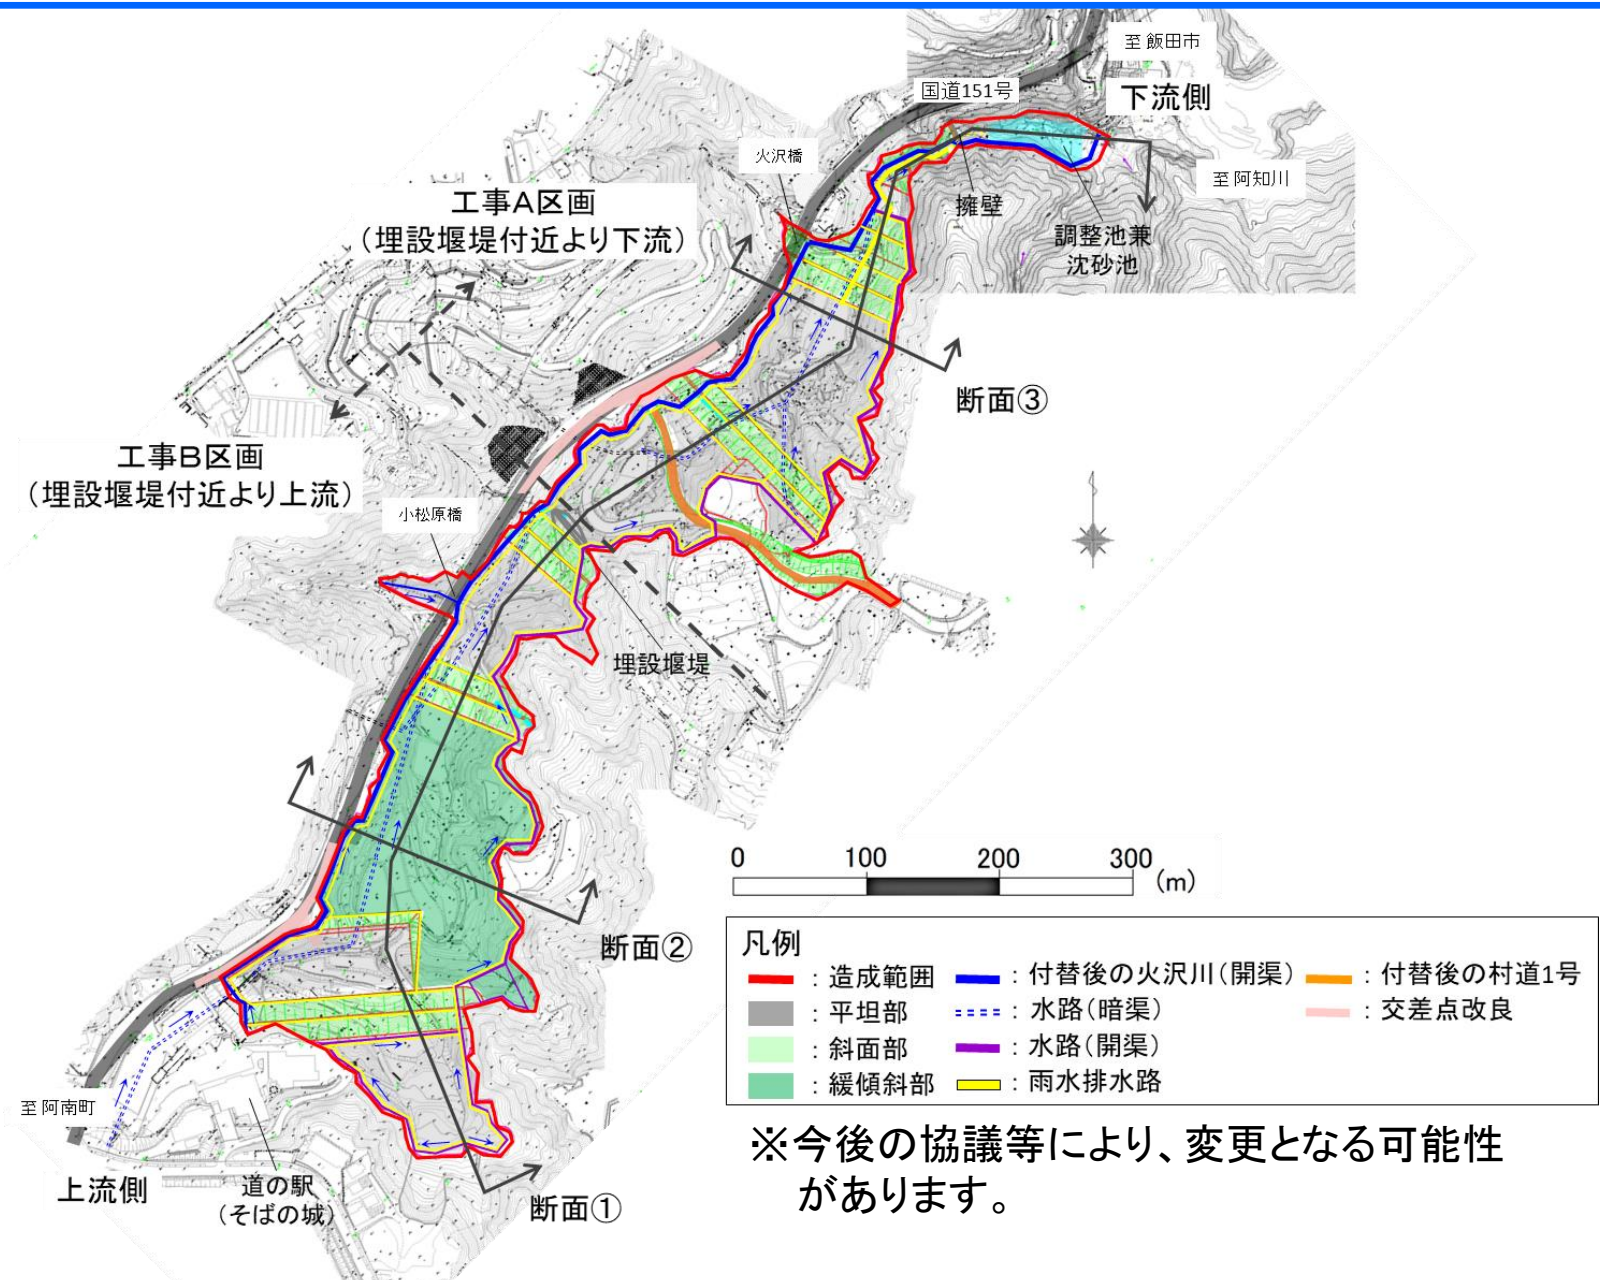 至 飯田市
国道151号
下流側
火沢橋
至 阿知川
工事A区画
(埋設堰堤付近より下流)
擁壁
調整池兼
沈砂池
断面③
工事B区画
(埋設堰堤付近より上流)
小松原橋
埋設堰堤
断面②
至 阿南町
上流側
道の駅
(そばの城)
断面①
0 100 200 300
(m)
凡例
:造成範囲 :付替後の火沢川(開渠) :付替後の村道1号
:平坦部 :水路(暗渠) :交差点改良
:斜面部 :水路(開渠)
:緩傾斜部 :雨水排水路
※今後の協議等により、変更となる可能性
があります。